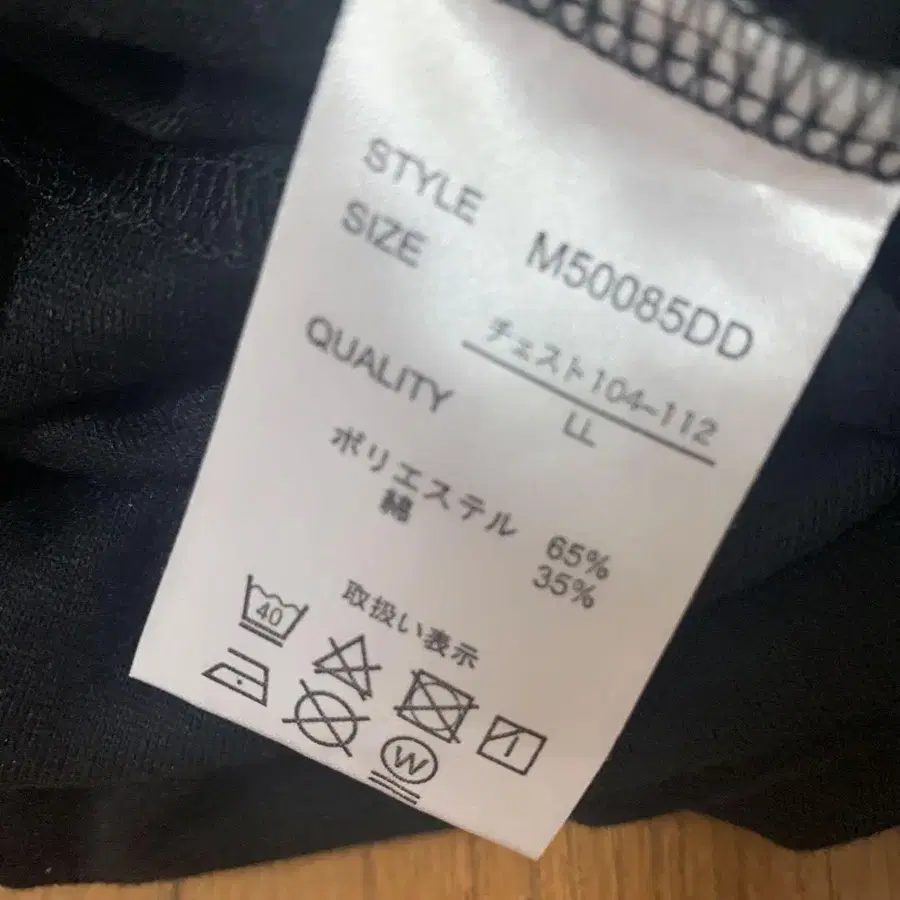 STYLE M50085DD
SIZE チェスト104~112
LL
QUALITY
ポリエステル 65%
綿 35%
取扱い表示
40
W